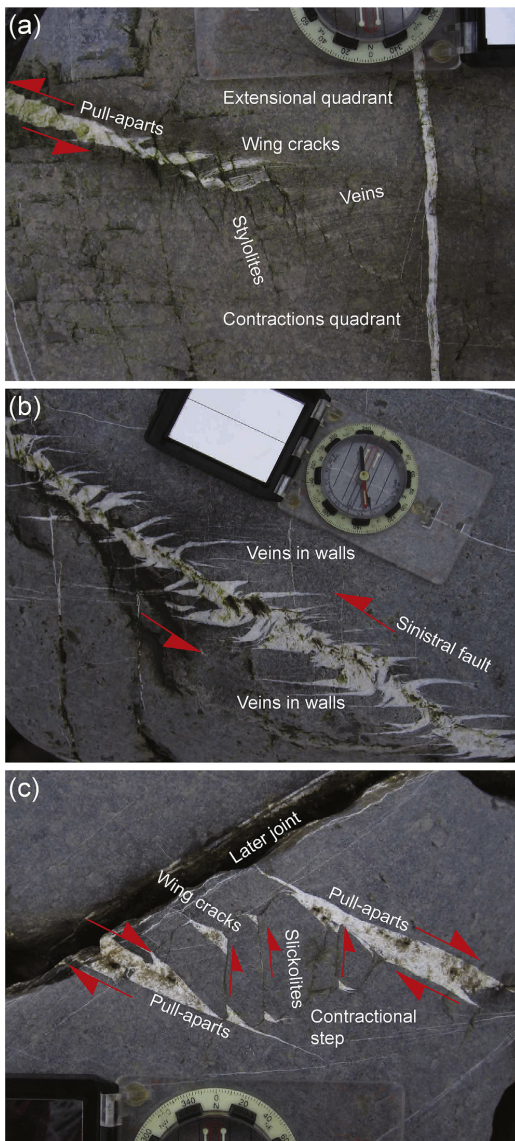 (a)
Extensional quadrant
Pull-aparts
Wing cracks
Veins
Stylolites
Contractions quadrant
(b)
Veins in walls
Sinistral fault
Veins in walls
(c)
Later joint
Wing cracks
Pull-aparts
Slickolites
Pull-aparts
Contractional
step